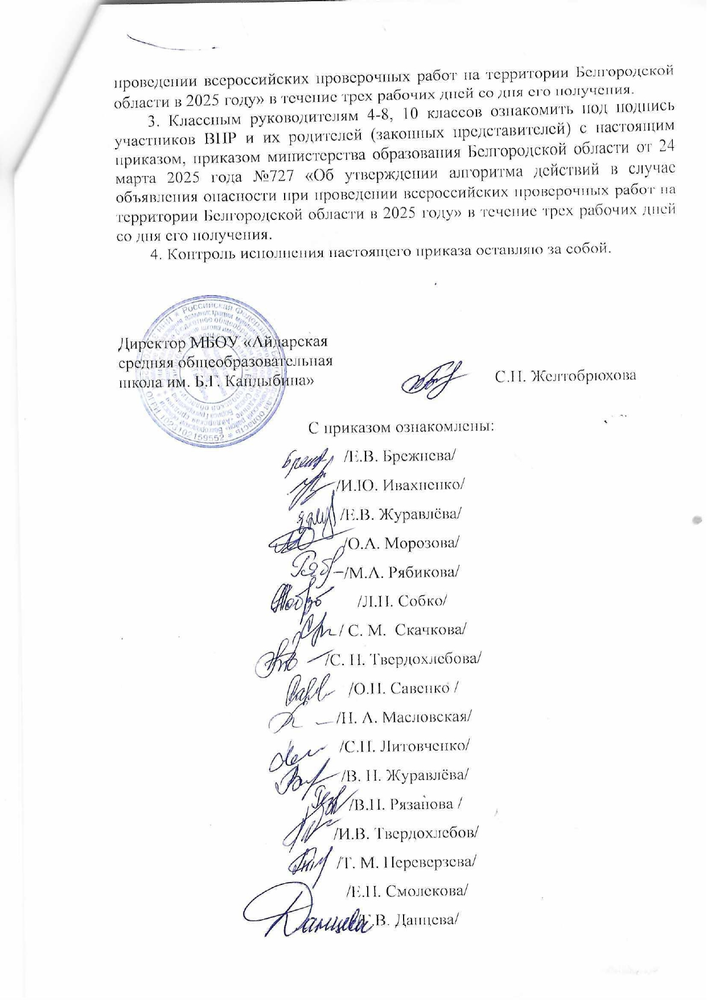 проведении всероссийских проверочных работ на территории Белгородской
области в 2025 году» в течение трех рабочих дней со дня его получения.
3. Классным руководителям 4-8, 10 классов ознакомить под подпись
участников ВПР и их родителей (законных представителей) с настоящим
приказом, приказом министерства образования Белгородской области от 24
марта 2025 года №727 «Об утверждении алгоритма действий в случае
объявления опасности при проведении всероссийских проверочных работ на
территории Белгородской области в 2025 году» в течение трех рабочих дней
со дня его получения.
4. Контроль исполнения настоящего приказа оставляю за собой.
Директор МБОУ «Айдарская
средняя общеобразовательная
школа им. Б.Г. Кандыбина» С.П. Желтобрюхова
С приказом ознакомлены:
/Е.В. Брежнева/
/И.Ю. Ивахненко/
/Е.В. Журавлёва/
/О.А. Морозова/
/М.А. Рябикова/
/Л.П. Собко/
/ С. М. Скачкова/
/С. П. Твердохлебова/
/О.П. Савенко /
/Н. А. Масловская/
/С.П. Литовченко/
/В. Н. Журавлёва/
/В.П. Рязанова /
/И.В. Твердохлебов/
/Т. М. Переверзева/
/Е.Н. Смолекова/
Данцева В. Данцева/